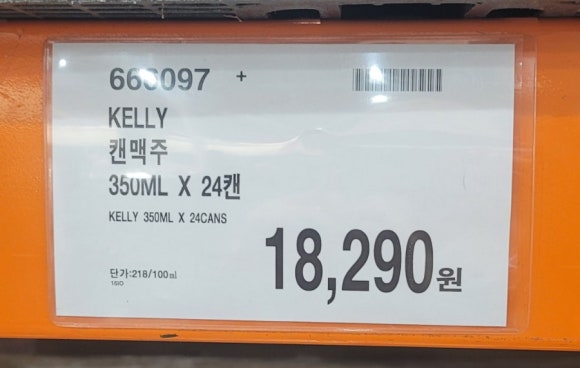 666097 +
KELLY
캔맥주
350ML X 24캔
KELLY 350ML X 24CANS
18,290원
단가:218/100㎖